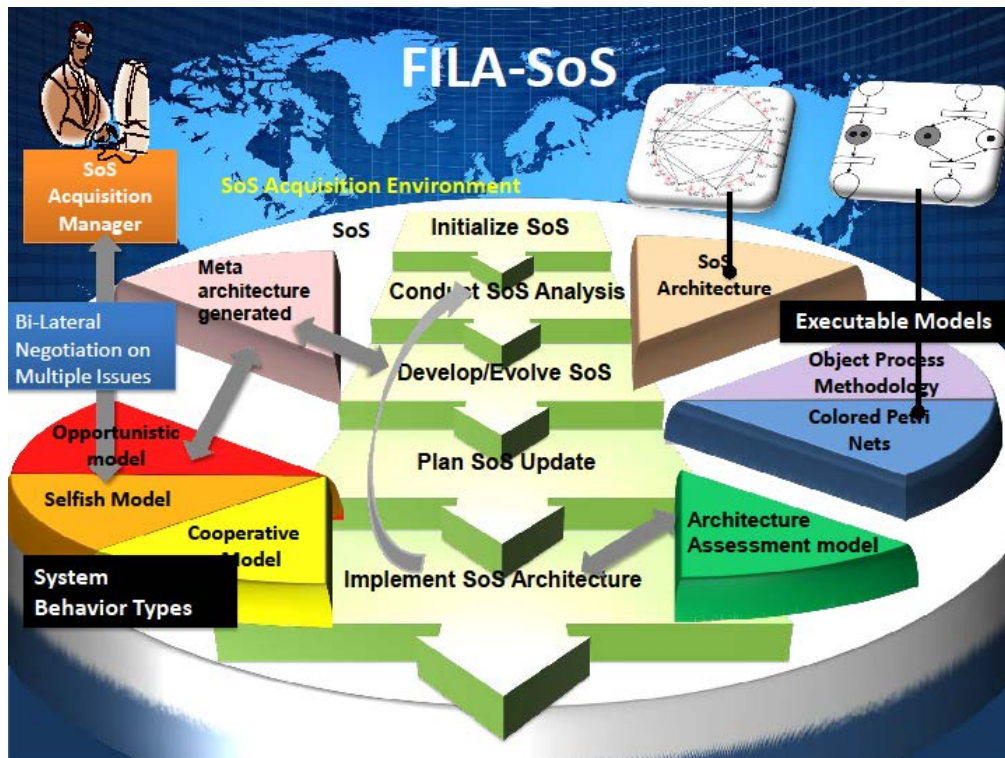 FILA-SoS
SoS
Acquisition
Manager
SoS Acquisition Environment
SoS
Initialize SoS
Meta
architecture
generated
Conduct SoS Analysis
SoS
Architecture
Bi-Lateral
Negotiation on
Multiple Issues
Executable Models
Develop/Evolve SoS
Object Process
Methodology
Colored Petri
Nets
Opportunistic
model
Plan SoS Update
Selfish Model
Cooperative
Model
Architecture
Assessment model
System
Behavior Types
Implement SoS Architecture